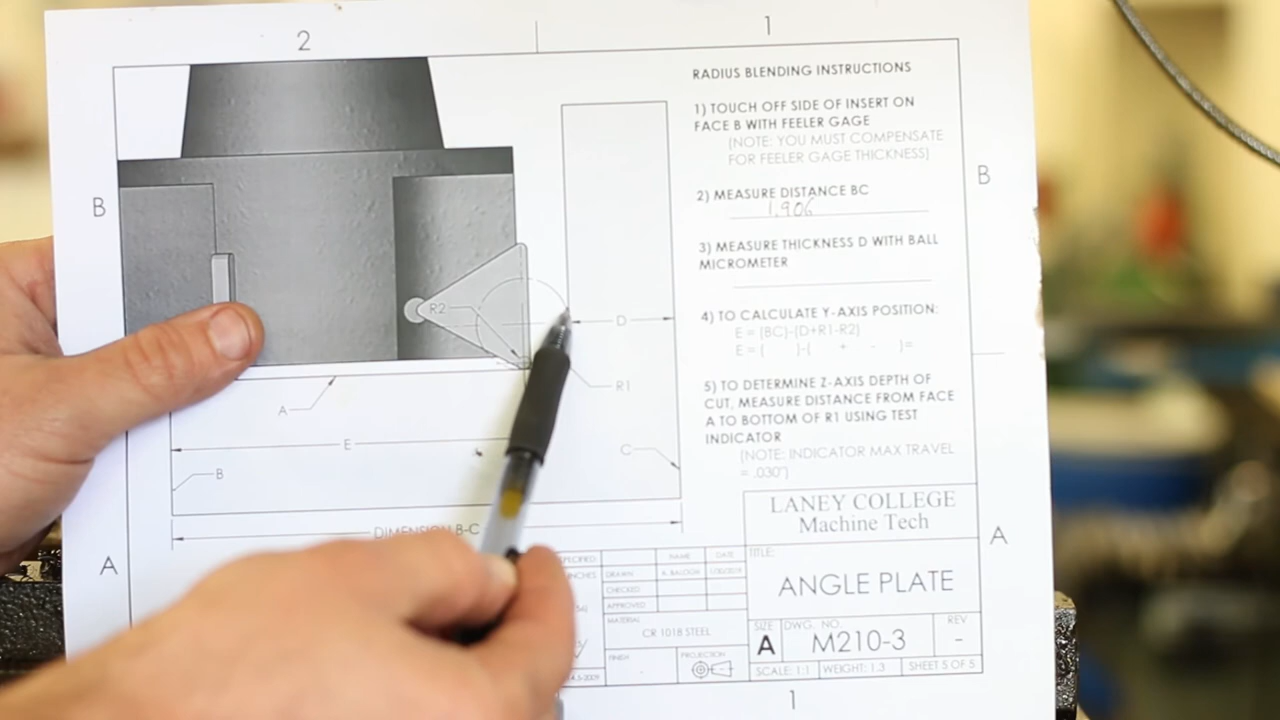 2
1
RADIUS BLENDING INSTRUCTIONS
1) TOUCH OFF SIDE OF INSERT ON
FACE B WITH FEELER GAGE
(NOTE: YOU MUST COMPENSATE
FOR FEELER GAGE THICKNESS)
B
B
2) MEASURE DISTANCE BC
1.906
3) MEASURE THICKNESS D WITH BALL
MICROMETER
R2
D
4) TO CALCULATE Y-AXIS POSITION:
E = (BC)-(D+R1-R2)
E = ( )-( + - )=
R1
A
5) TO DETERMINE Z-AXIS DEPTH OF
CUT, MEASURE DISTANCE FROM FACE
A TO BOTTOM OF R1 USING TEST
INDICATOR
(NOTE: INDICATOR MAX TRAVEL
= .030")
E
C
B
DIMENSION B-C
LANEY COLLEGE
Machine Tech
A
A
TITLE:
ANGLE PLATE
NAME
DATE
DRAWN
CHECKED
APPROVED
MATERIAL
CR 1018 STEEL
FINISH
PROJECTION
SIZE
A
DWG. NO.
M210-3
REV
-
SCALE: 1:1
WEIGHT: 1.3
SHEET 5 OF 5
1